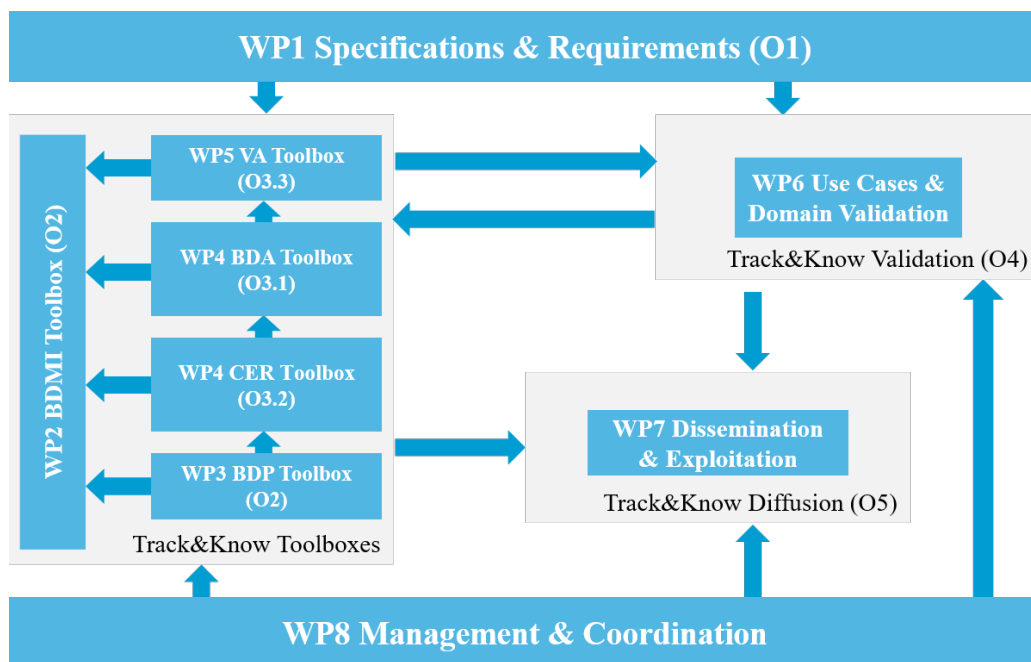 WP1 Specifications & Requirements (O1)
WP2 BDMI Toolbox (O2)
WP5 VA Toolbox
(O3.3)
WP4 BDA Toolbox
(O3.1)
WP4 CER Toolbox
(O3.2)
WP3 BDP Toolbox
(O2)
Track&Know Toolboxes
WP6 Use Cases &
Domain Validation
Track&Know Validation (O4)
WP7 Dissemination
& Exploitation
Track&Know Diffusion (O5)
WP8 Management & Coordination